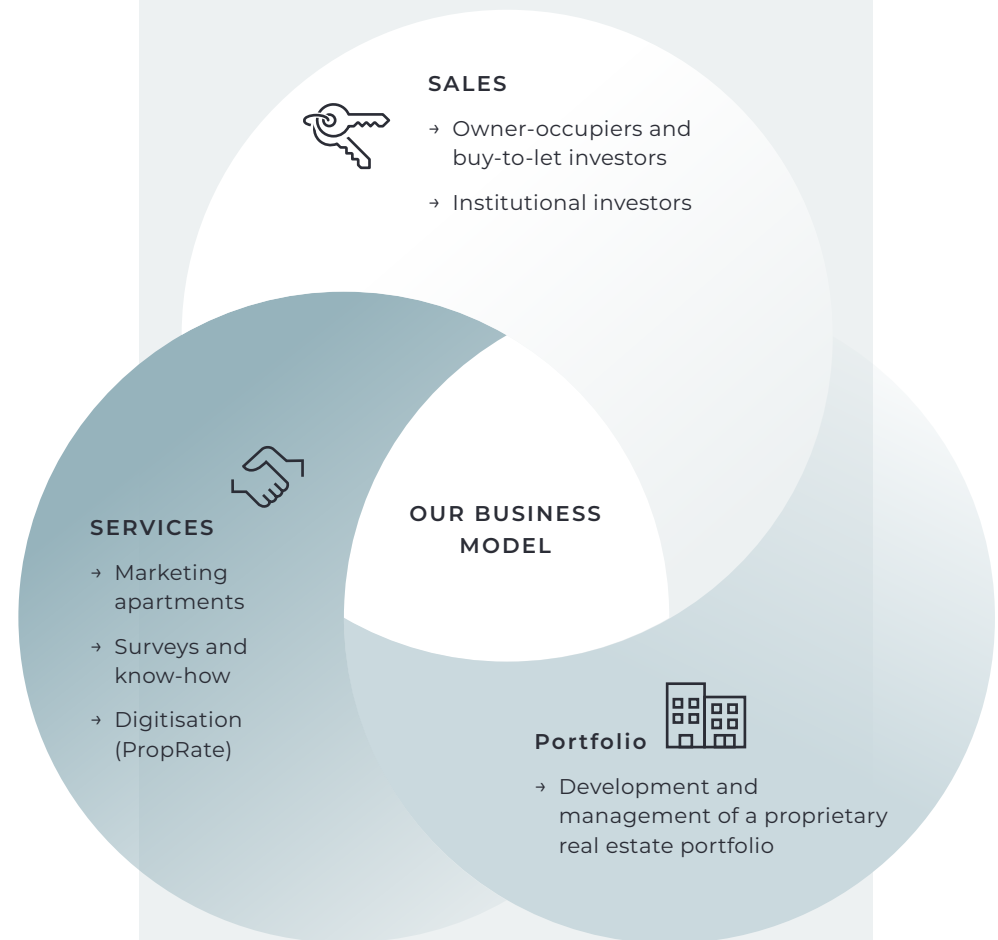 SALES
→ Owner-occupiers and
buy-to-let investors
→ Institutional investors
OUR BUSINESS
MODEL
SERVICES
→ Marketing
apartments
→ Surveys and
know-how
→ Digitisation
(PropRate)
Portfolio
→ Development and
management of a proprietary
real estate portfolio